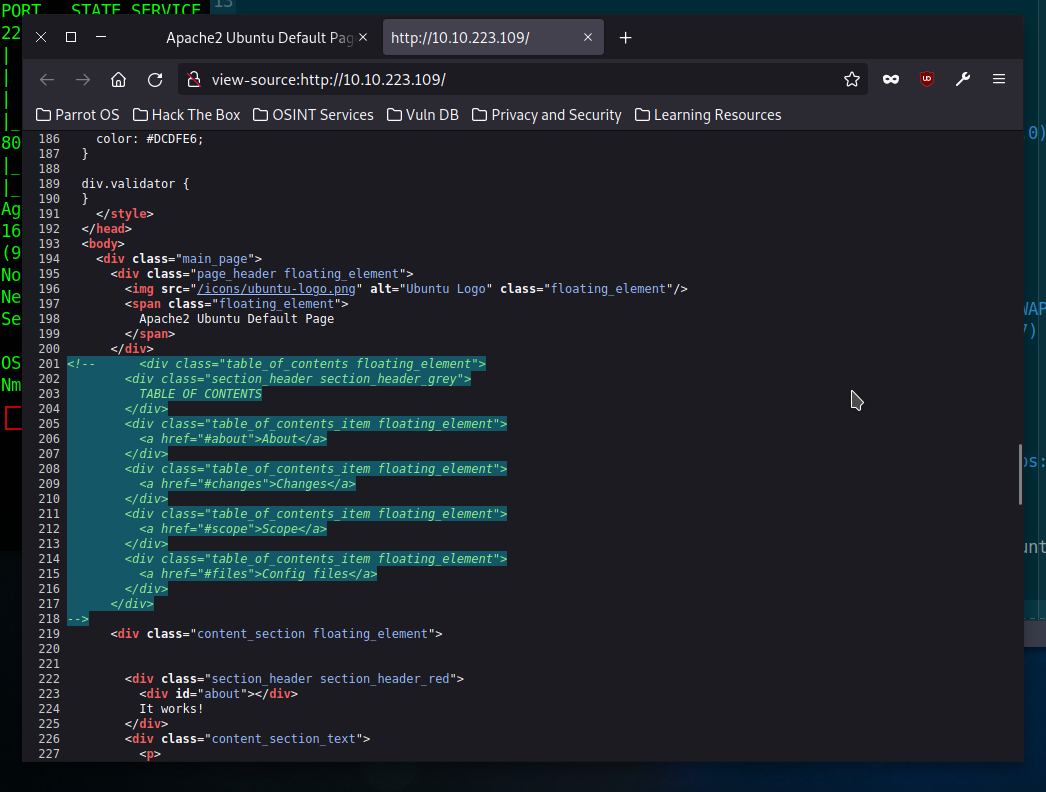 PORT STATE SERVICE
13
22
|
|
|
|_
80
|_
|_
Ag
16
(9
No
Ne
Se
OS
Nm
Apache2 Ubuntu Default Pag
http://10.10.223.109/
view-source:http://10.10.223.109/
Parrot OS Hack The Box OSINT Services Vuln DB Privacy and Security Learning Resources
186 color: #DCDFE6;
187 }
188
189 div.validator {
190 }
191 </style>
192 </head>
193 <body>
194 <div class="main_page">
195 <div class="page_header floating_element">
196 <img src="/icons/ubuntu-logo.png" alt="Ubuntu Logo" class="floating_element"/>
197 <span class="floating_element">
198 Apache2 Ubuntu Default Page
199 </span>
200 </div>
201 <!-- <div class="table_of_contents floating_element">
202 <div class="section_header section_header_grey">
203 TABLE OF CONTENTS
204 </div>
205 <div class="table_of_contents_item floating_element">
206 <a href="#about">About</a>
207 </div>
208 <div class="table_of_contents_item floating_element">
209 <a href="#changes">Changes</a>
210 </div>
211 <div class="table_of_contents_item floating_element">
212 <a href="#scope">Scope</a>
213 </div>
214 <div class="table_of_contents_item floating_element">
215 <a href="#files">Config files</a>
216 </div>
217 </div>
218 -->
219 <div class="content_section floating_element">
220
221
222 <div class="section_header section_header_red">
223 <div id="about"></div>
224 It works!
225 </div>
226 <div class="content_section_text">
227 <p>
0)
WAP
7)
os:
unt